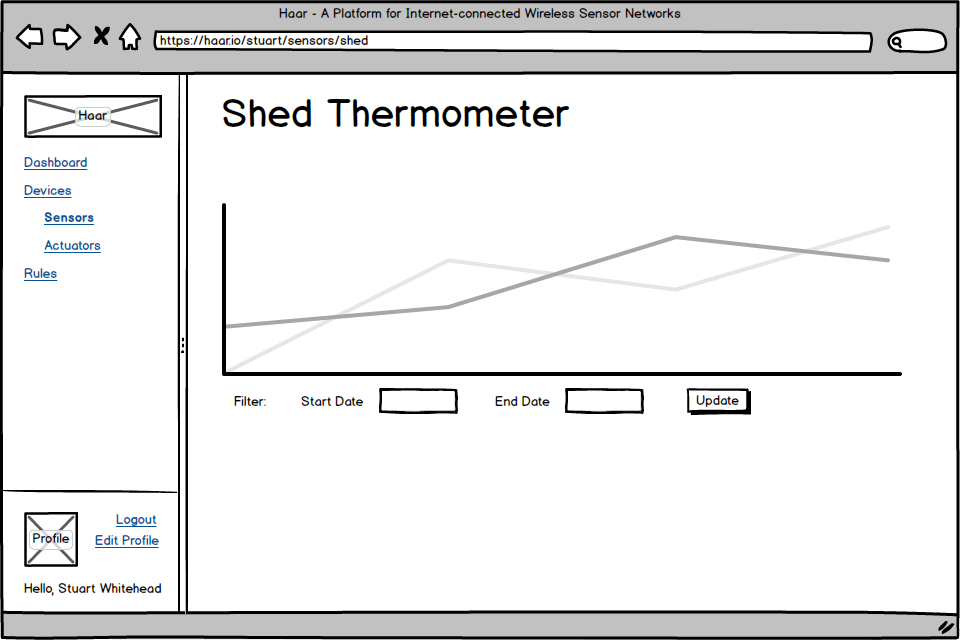 Haar - A Platform for Internet-connected Wireless Sensor Networks
https://haario/stuart/sensors/shed
Haar
Dashboard
Devices
Sensors
Actuators
Rules
Shed Thermometer
Filter: Start Date End Date Update
Profile
Logout
Edit Profile
Hello, Stuart Whitehead